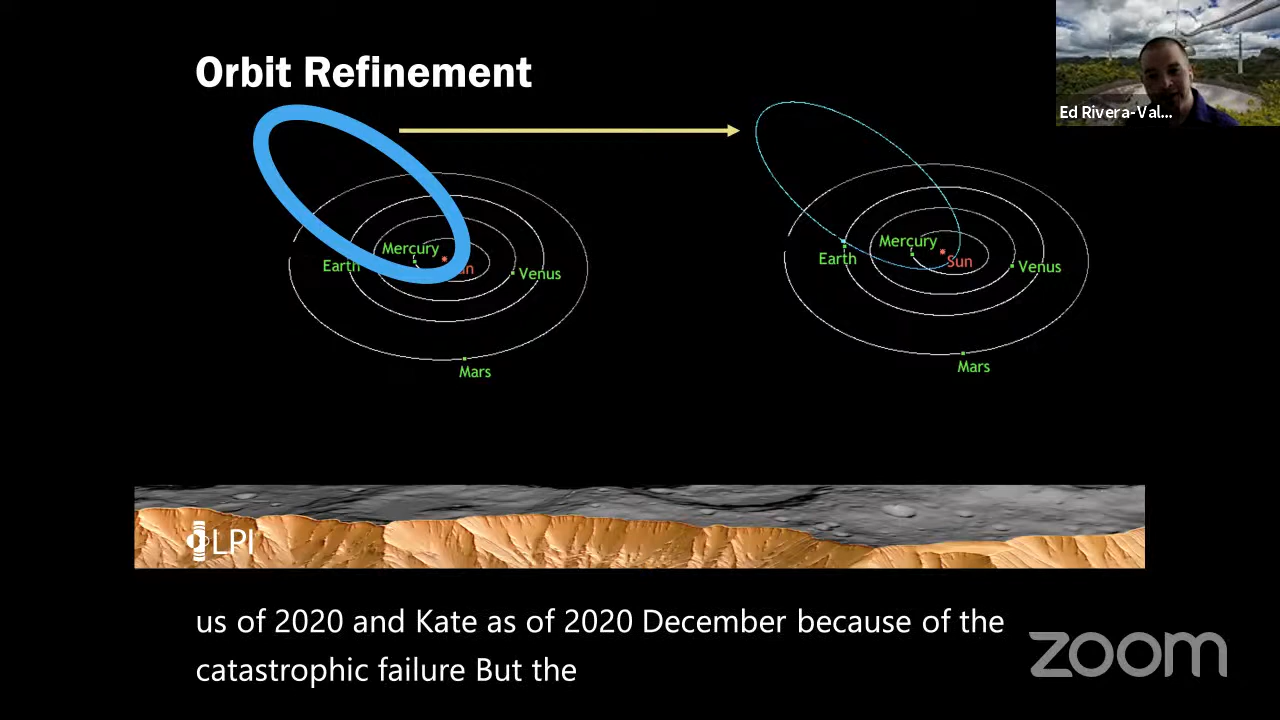 Orbit Refinement
Ed Rivera-Val...
Mercury
Earth
Venus
Mars
Mercury
Earth
Sun
Venus
Mars
LPI
us of 2020 and Kate as of 2020 December because of the
catastrophic failure But the
zoom